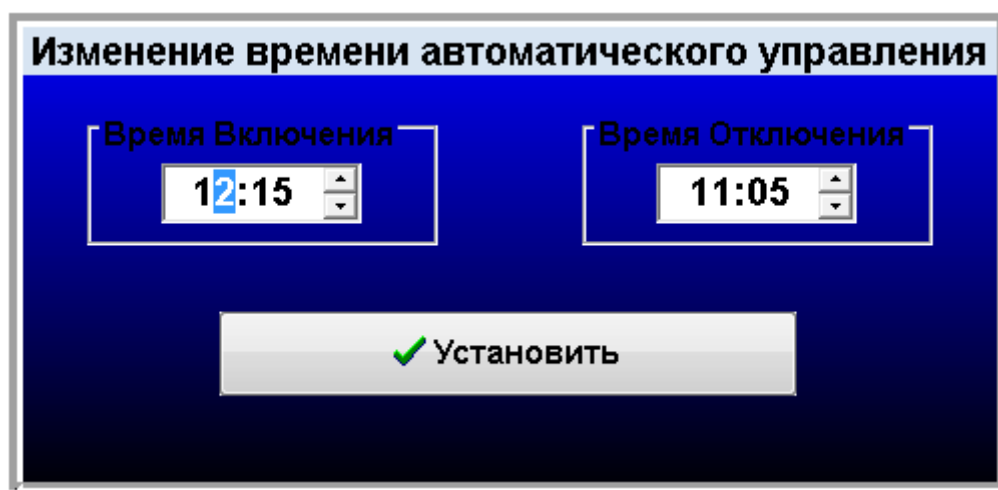 Изменение времени автоматического управления
Время Включения
Время Отключения
12:15
11:05
Установить